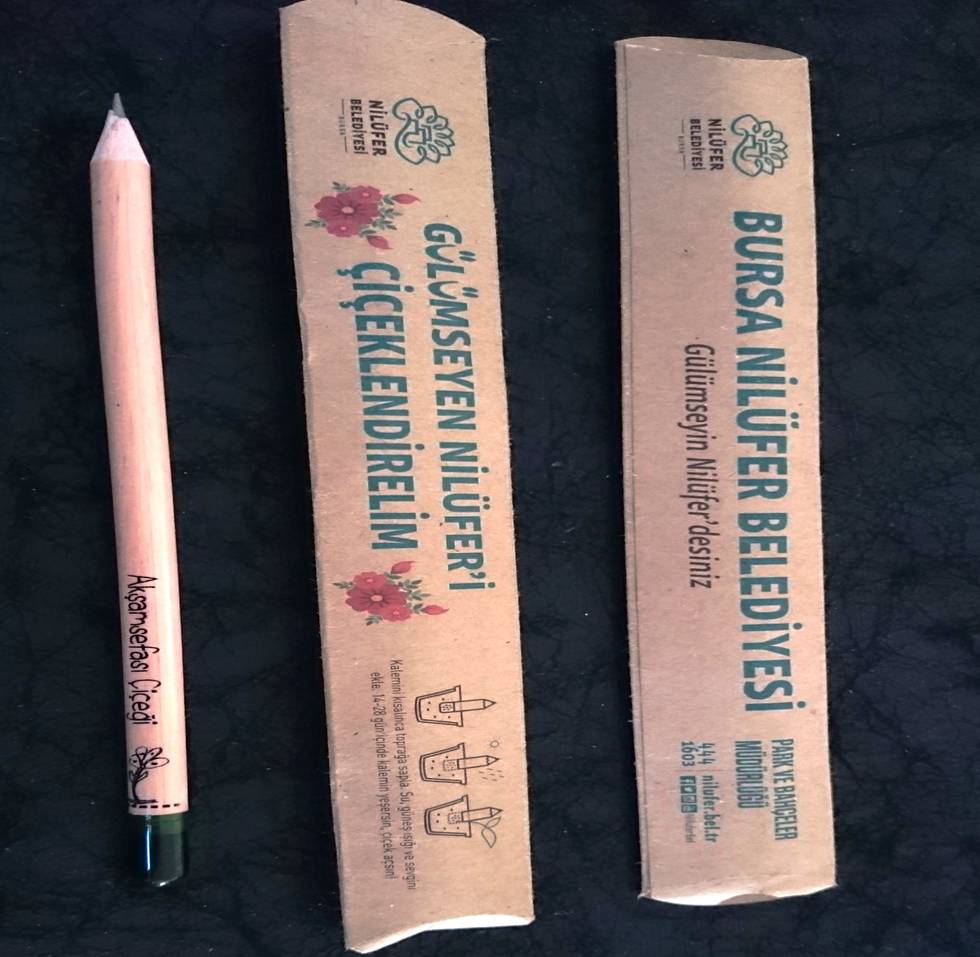 Akşamsefası Çiçeği
NİLÜFER
BELEDİYESİ
BURSA
GÜLÜMSEYEN NİLÜFER'İ
ÇİÇEKLENDİRELİM
Kalemini kısalınca toprağa sapla. Su, güneş ışığı ve sevgini
ekle. 14-28 gün içinde kalemin yeşersin, çiçek açsın!
NİLÜFER
BELEDİYESİ
BURSA
BURSA NİLÜFER BELEDİYESİ
Gülümseyin Nilüfer'desiniz
PARK VE BAHÇELER
MÜDÜRLÜĞÜ
444 nilufer.bel.tr
1603